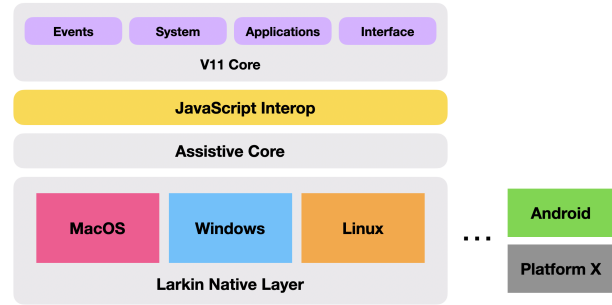 Events
System
Applications
Interface
V11 Core
JavaScript Interop
Assistive Core
MacOS
Windows
Linux
Larkin Native Layer
...
Android
Platform X